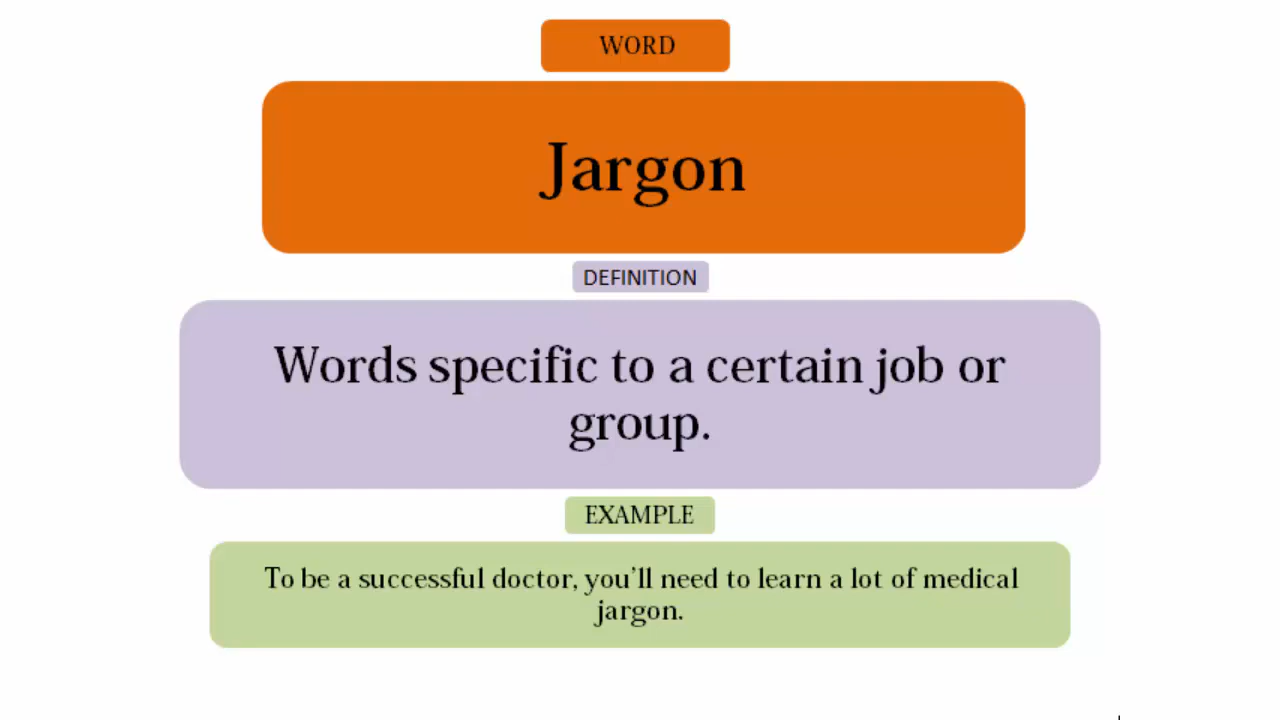 WORD
Jargon
DEFINITION
Words specific to a certain job or
group.
EXAMPLE
To be a successful doctor, you’ll need to learn a lot of medical
jargon.